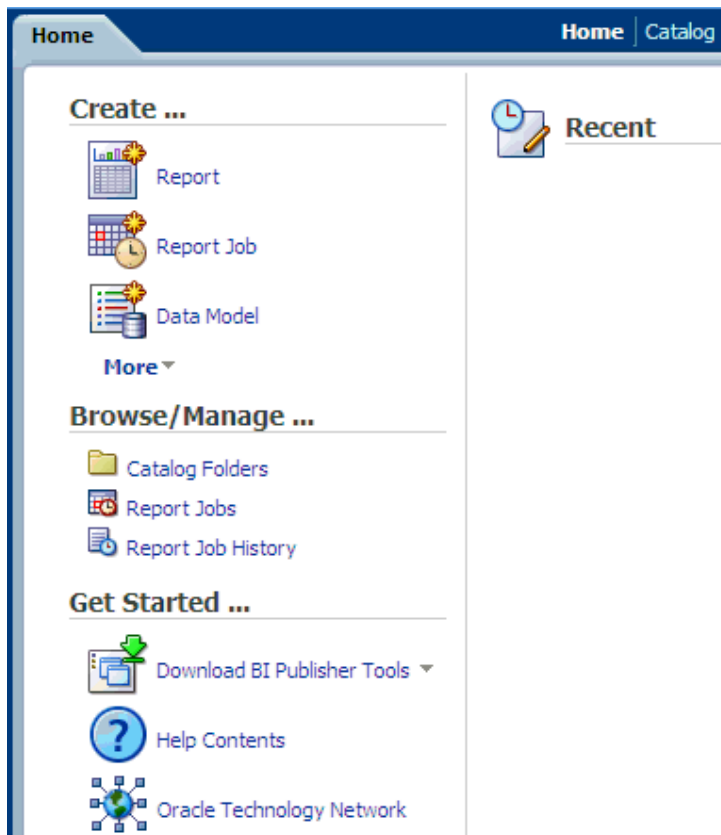 Home
Home Catalog
Create ...
Report
Report Job
Data Model
More
Browse/Manage ...
Catalog Folders
Report Jobs
Report Job History
Get Started ...
Download BI Publisher Tools
Help Contents
Oracle Technology Network
Recent